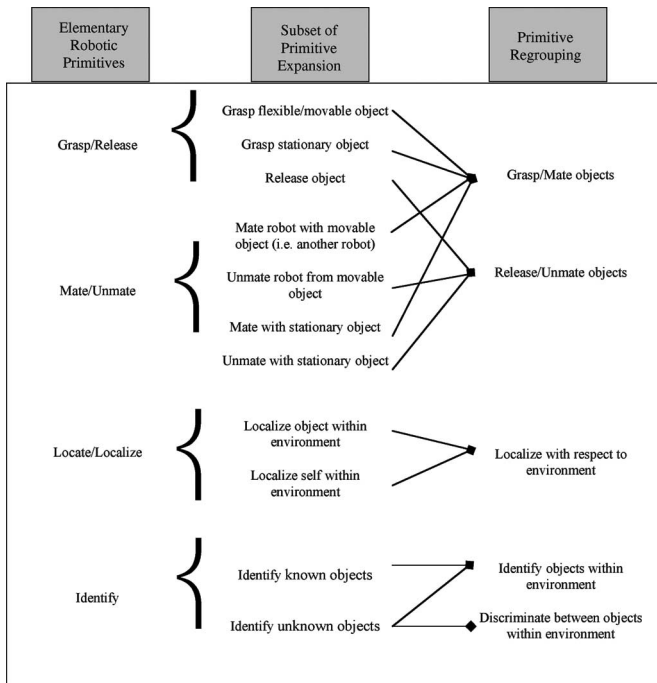 Elementary
Robotic
Primitives
Subset of
Primitive
Expansion
Primitive
Regrouping
Grasp/Release
Grasp flexible/movable object
Grasp stationary object
Release object
Grasp/Mate objects
Mate/Unmate
Mate robot with movable
object (i.e. another robot)
Unmate robot from movable
object
Mate with stationary object
Unmate with stationary object
Release/Unmate objects
Locate/Localize
Localize object within
environment
Localize self within
environment
Localize with respect to
environment
Identify
Identify known objects
Identify unknown objects
Identify objects within
environment
Discriminate between objects
within environment